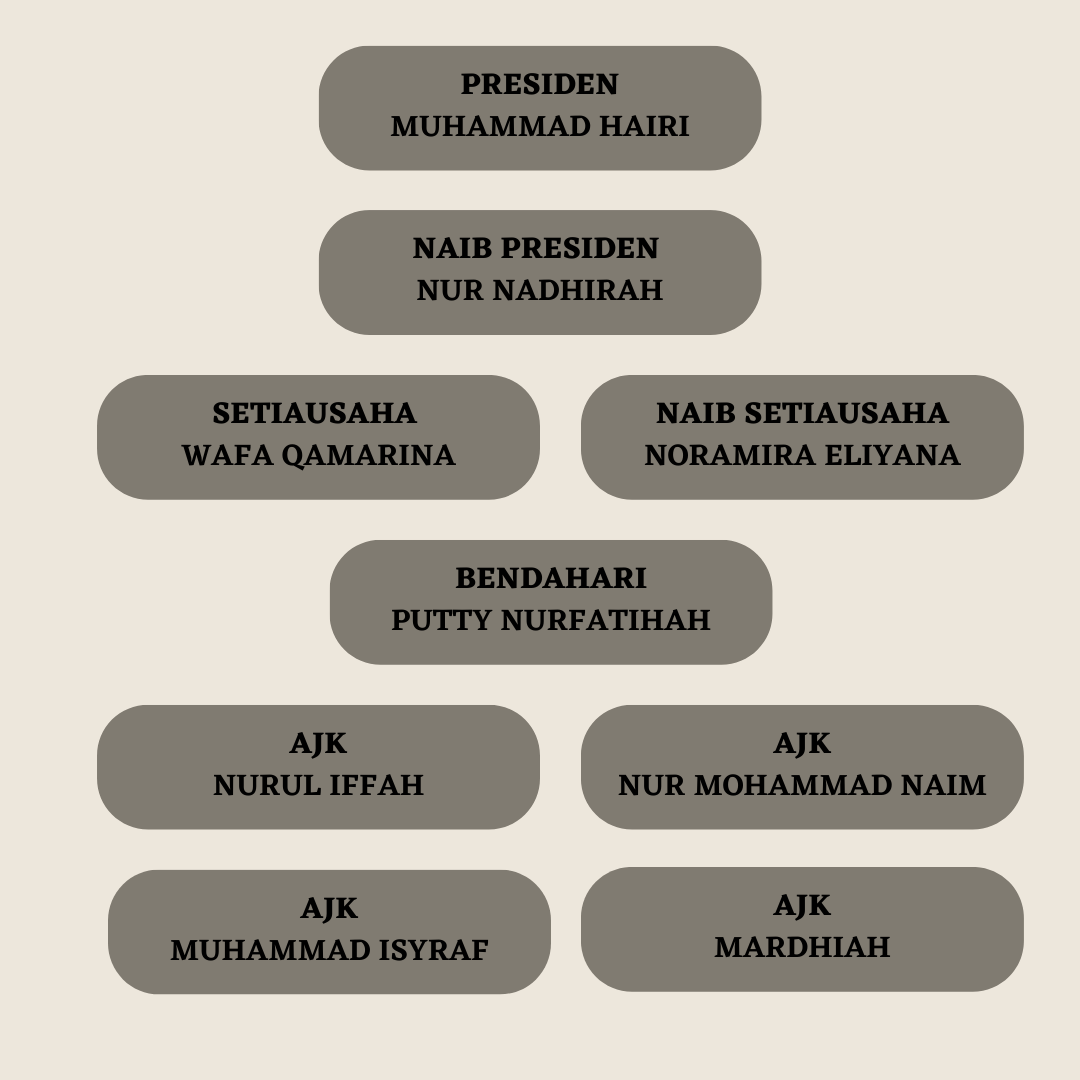 PRESIDEN
MUHAMMAD HAIRI
NAIB PRESIDEN
NUR NADHIRAH
SETIAUSAHA
WAFA QAMARINA
NAIB SETIAUSAHA
NORAMIRA ELIYANA
BENDAHARI
PUTTY NURFATIHAH
AJK
NURUL IFFAH
AJK
NUR MOHAMMAD NAIM
AJK
MUHAMMAD ISYRAF
AJK
MARDHIAH